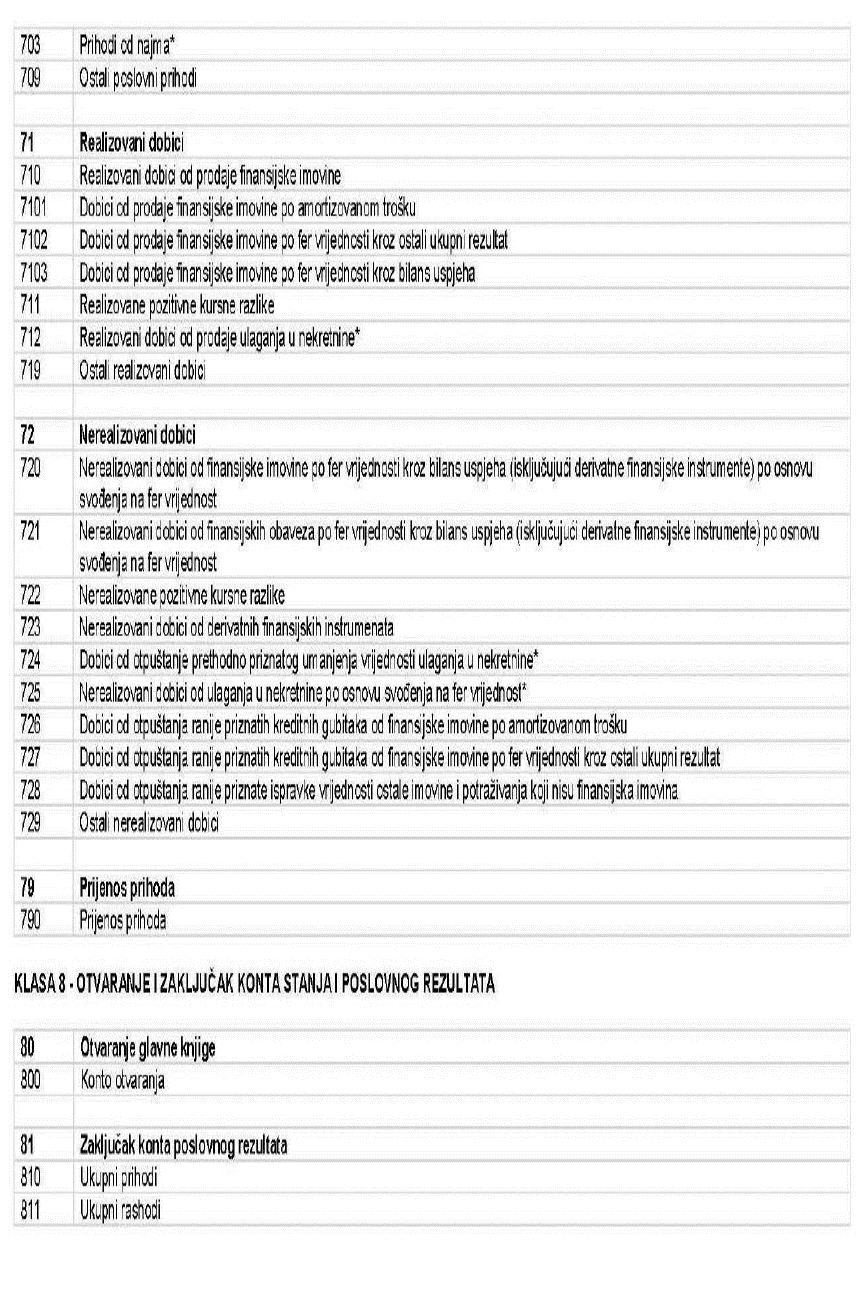 703 Prihodi od najma*
709 Ostali poslovni prihodi
71 Realizovani dobici
710 Realizovani dobici od prodaje finansijske imovine
7101 Dobici od prodaje finansijske imovine po amortizovanom trošku
7102 Dobici od prodaje finansijske imovine po fer vrijednosti kroz ostali ukupni rezultat
7103 Dobici od prodaje finansijske imovine po fer vrijednosti kroz bilans uspjeha
711 Realizovane pozitivne kursne razlike
712 Realizovani dobici od prodaje ulaganja u nekretnine*
719 Ostali realizovani dobici
72 Nerealizovani dobici
720 Nerealizovani dobici od finansijske imovine po fer vrijednosti kroz bilans uspjeha (isključujući derivatne finansijske instrumente) po osnovu
svođenja na fer vrijednost
721 Nerealizovani dobici od finansijskih obaveza po fer vrijednosti kroz bilans uspjeha (isključujući derivatne finansijske instrumente) po osnovu
svođenja na fer vrijednost
722 Nerealizovane pozitivne kursne razlike
723 Nerealizovani dobici od derivatnih finansijskih instrumenata
724 Dobici od otpuštanje prethodno priznatog umanjenja vrijednosti ulaganja u nekretnine*
725 Nerealizovani dobici od ulaganja u nekretnine po osnovu svođenja na fer vrijednost*
726 Dobici od otpuštanja ranije priznatih kreditnih gubitaka od finansijske imovine po amortizovanom trošku
727 Dobici od otpuštanja ranije priznatih kreditnih gubitaka od finansijske imovine po fer vrijednosti kroz ostali ukupni rezultat
728 Dobici od otpuštanja ranije priznate ispravke vrijednosti ostale imovine i potraživanja koji nisu finansijska imovina
729 Ostali nerealizovani dobici
79 Prijenos prihoda
790 Prijenos prihoda
KLASA 8 - OTVARANJE I ZAKLJUČAK KONTA STANJA I POSLOVNOG REZULTATA
80 Otvaranje glavne knjige
800 Konto otvaranja
81 Zaključak konta poslovnog rezultata
810 Ukupni prihodi
811 Ukupni rashodi